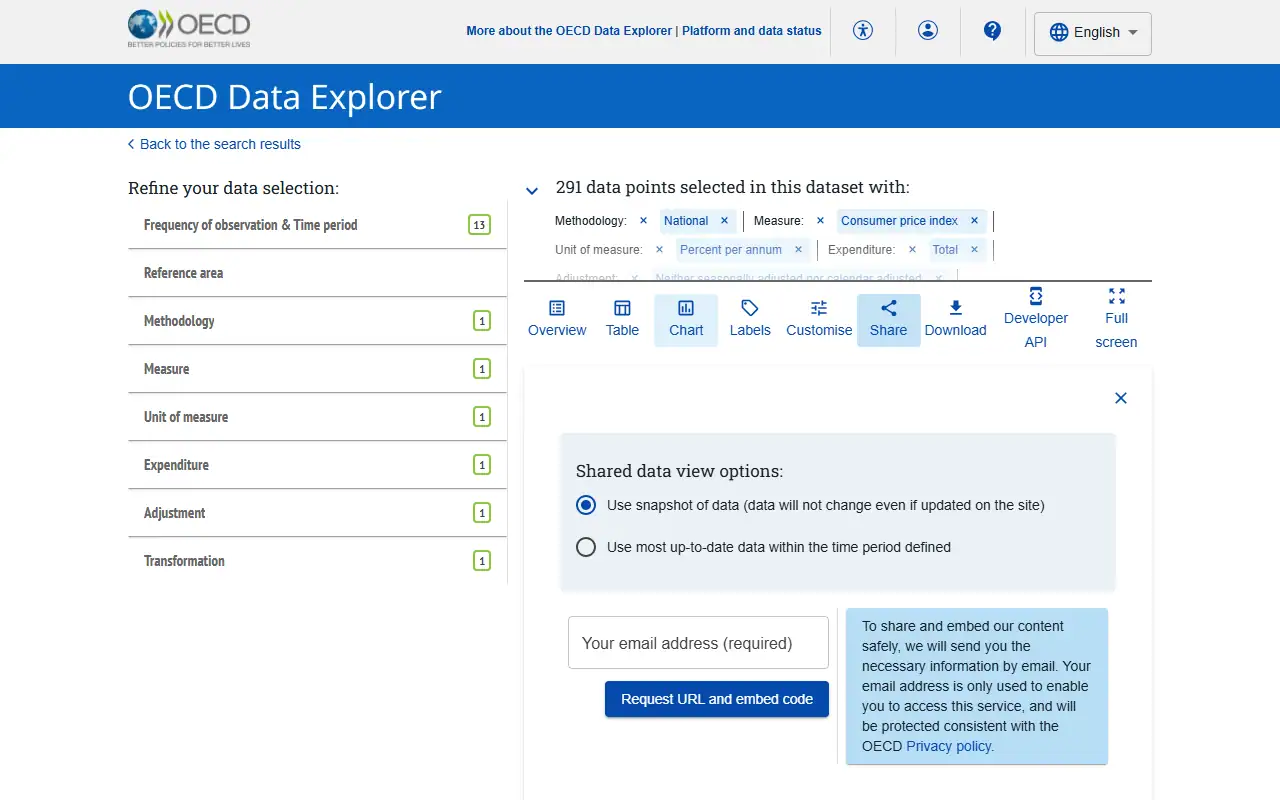 OECD
BETTER POLICIES FOR BETTER LIVES
More about the OECD Data Explorer | Platform and data status
English
OECD Data Explorer
Back to the search results
Refine your data selection:
Frequency of observation & Time period 13
Reference area
Methodology 1
Measure 1
Unit of measure 1
Expenditure 1
Adjustment 1
Transformation 1
291 data points selected in this dataset with:
Methodology: × National × | Measure: × Consumer price index × |
Unit of measure: × Percent per annum × | Expenditure: × Total × |
Adjustment: × Neither seasonally adjusted nor calendar adjusted × |
Overview
Table
Chart
Labels
Customise
Share
Download
Developer
API
Full
screen
Shared data view options:
Use snapshot of data (data will not change even if updated on the site)
Use most up-to-date data within the time period defined
Your email address (required)
Request URL and embed code
To share and embed our content
safely, we will send you the
necessary information by email. Your
email address is only used to enable
you to access this service, and will
be protected consistent with the
OECD Privacy policy.